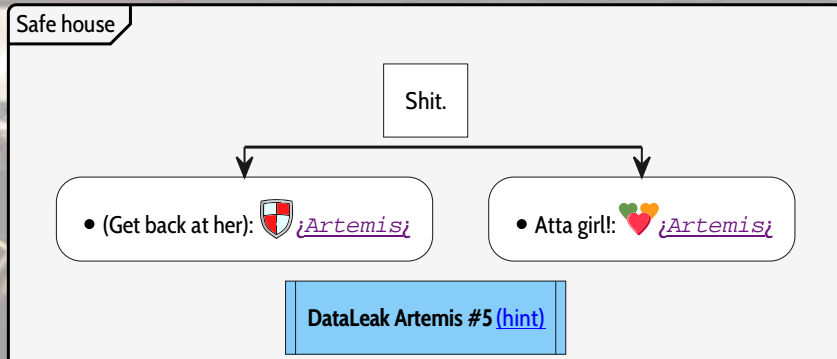 Safe house
Shit.
• (Get back at her): ¡Artemis¿
• Atta girl!: ¡Artemis¿
DataLeak Artemis #5 (hint)